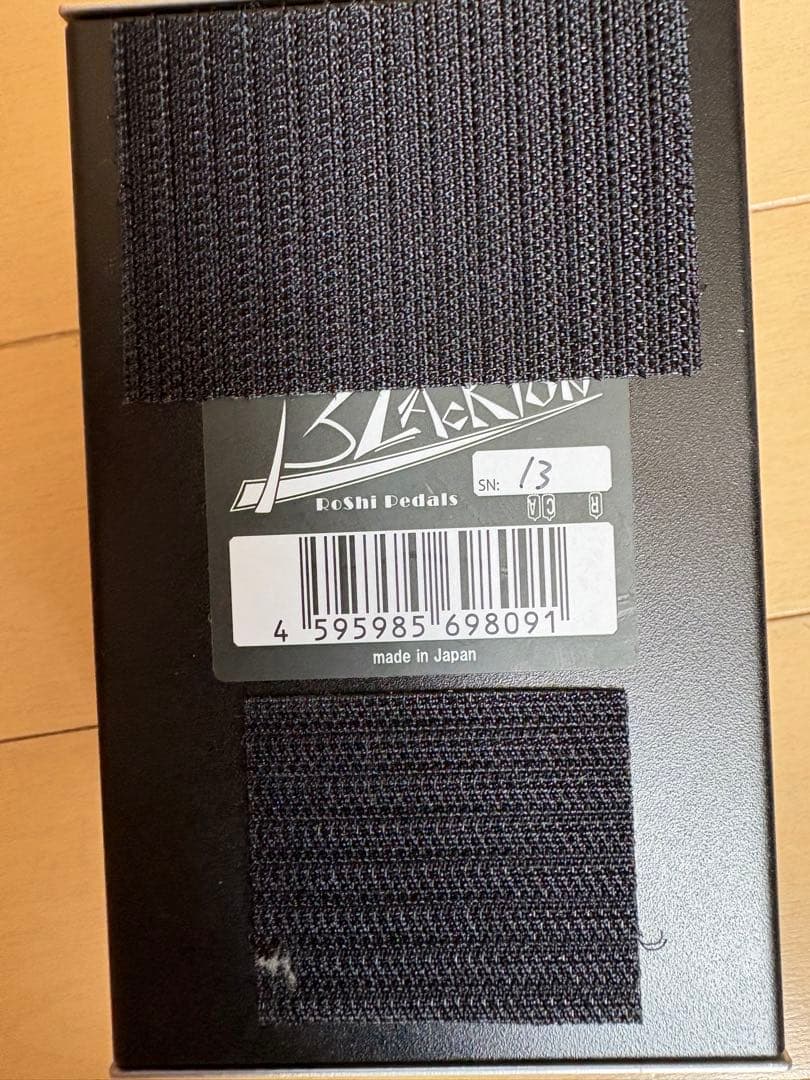 BLACKION
RoShi Pedals
SN: 13
R C A
4 595985 698091
made in Japan